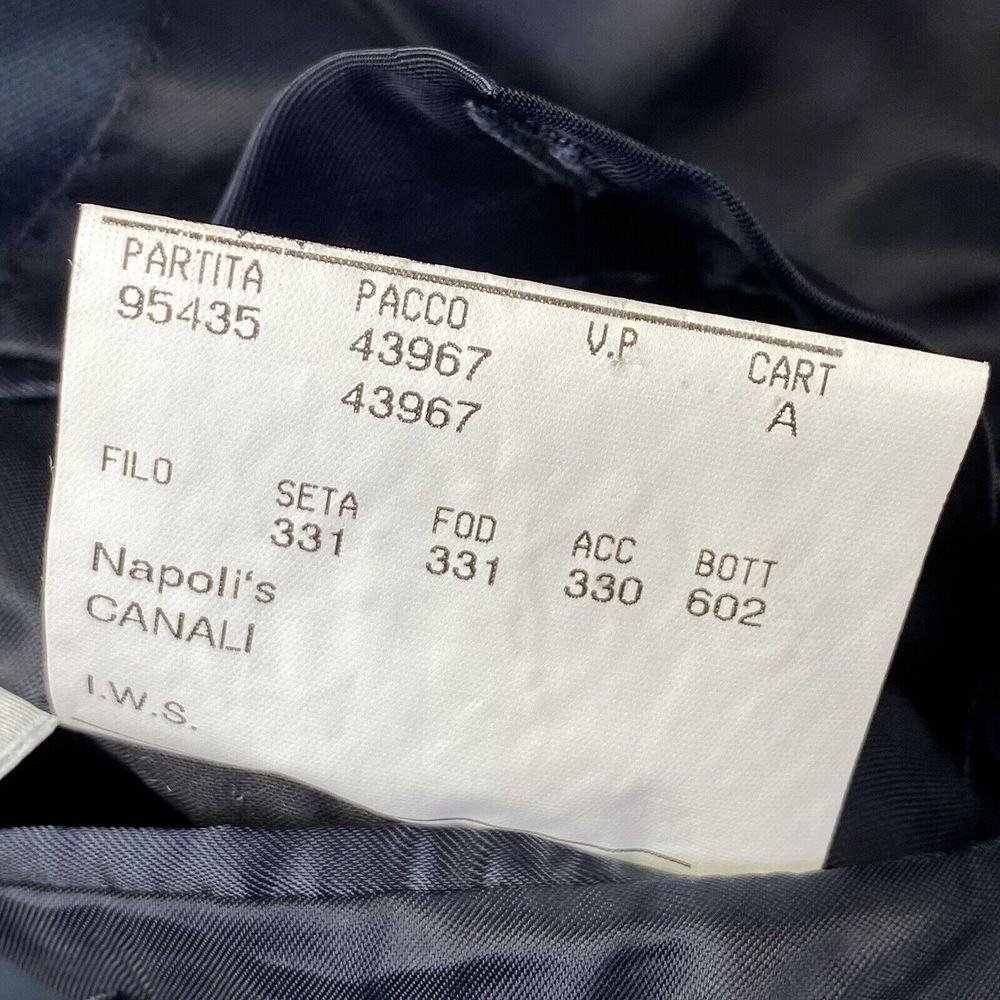 PARTITA PACCO V.P CART
95435 43967 A
43967
FILO SETA FOD ACC BOTT
331 331 330 602
Napoli's
CANALI
I.W.S.